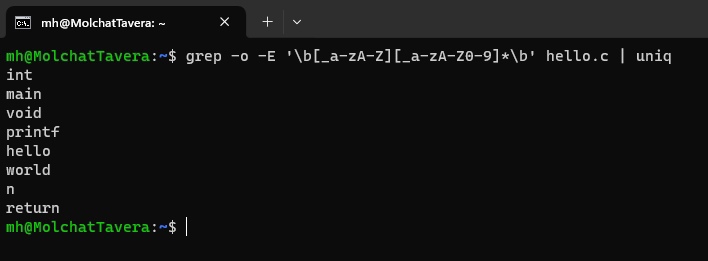 mh@MolchatTavera: ~
mh@MolchatTavera:~$ grep -o -E '\b[_a-zA-Z][_a-zA-Z0-9]*\b' hello.c | uniq
int
main
void
printf
hello
world
n
return
mh@MolchatTavera:~$